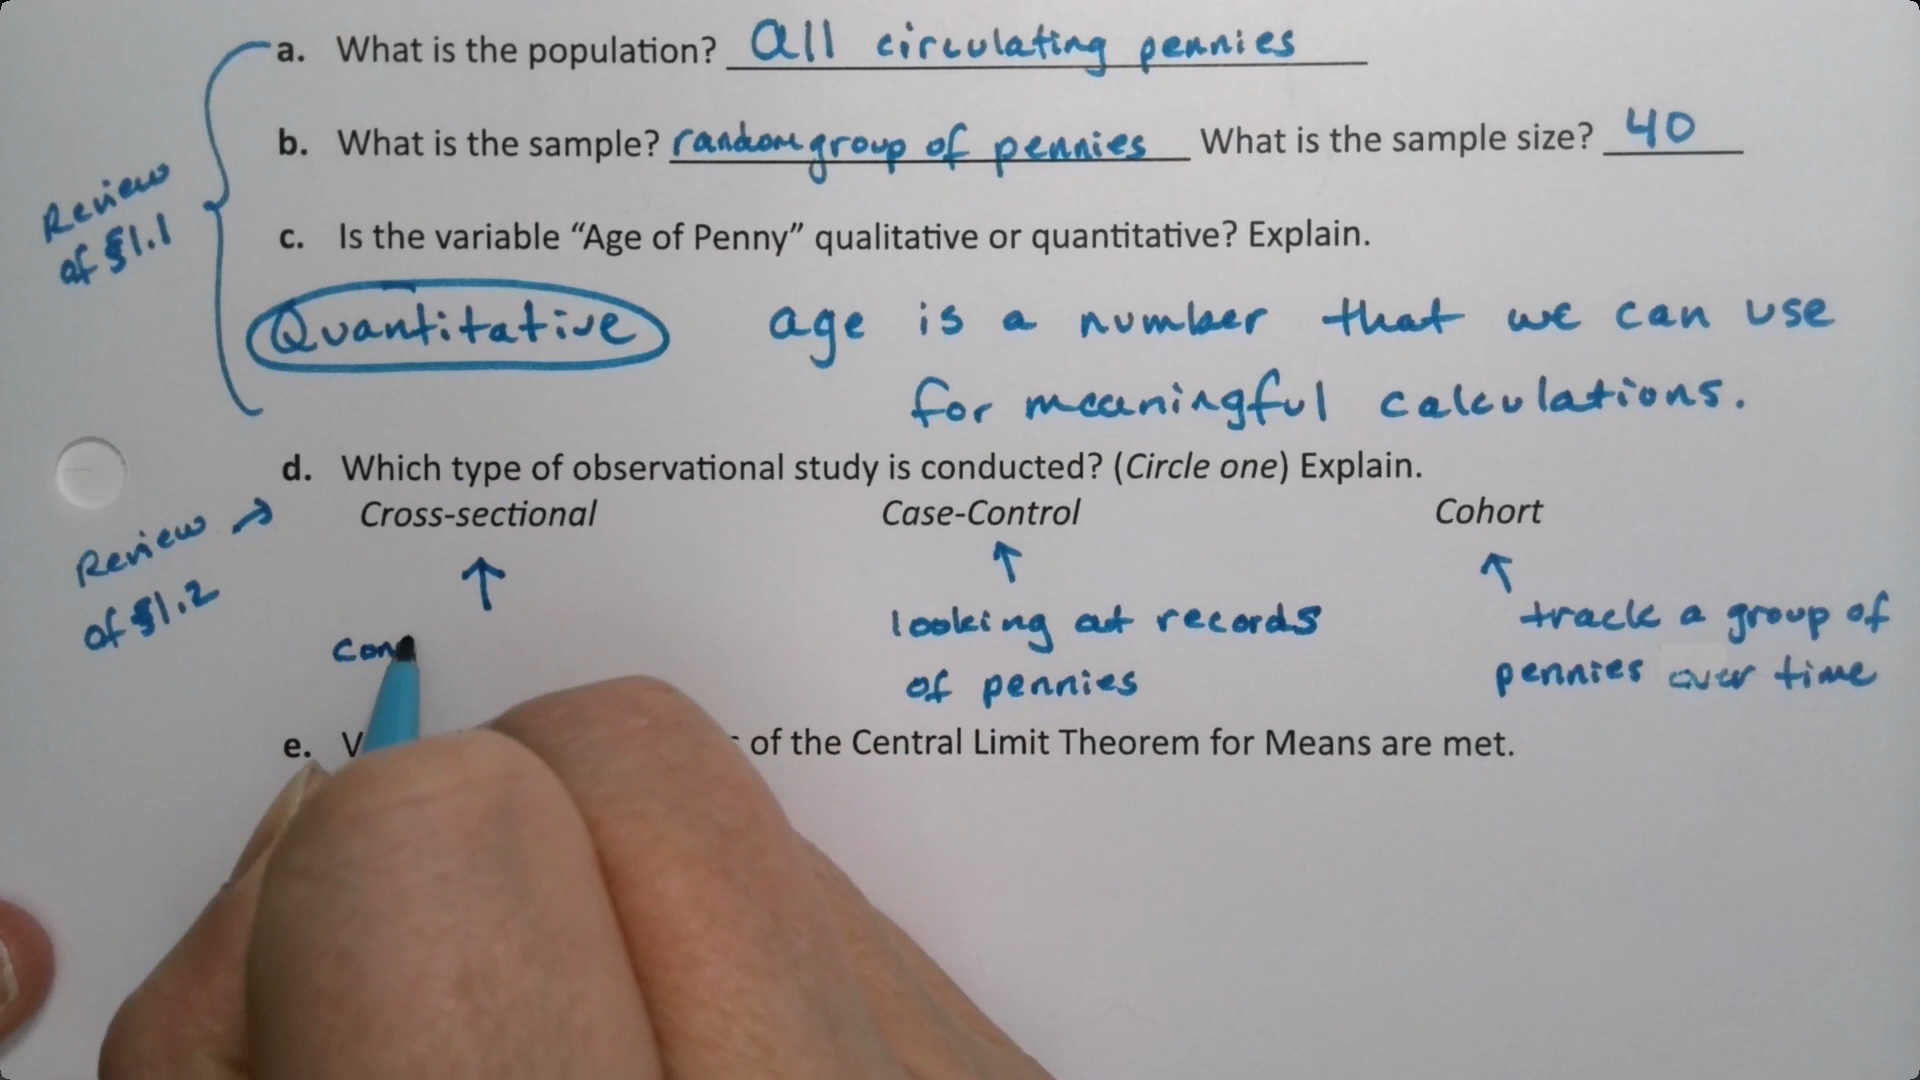 a. What is the population? all circulating pennies
b. What is the sample? random group of pennies What is the sample size? 40
Review
of §1.1
c. Is the variable “Age of Penny” qualitative or quantitative? Explain.
Quantitative age is a number that we can use
for meaningful calculations.
d. Which type of observational study is conducted? (Circle one) Explain.
Cross-sectional Case-Control Cohort
Review →
of §1.2
↑ ↑ ↑
looking at records
of pennies
track a group of
pennies over time
con
e. V of the Central Limit Theorem for Means are met.